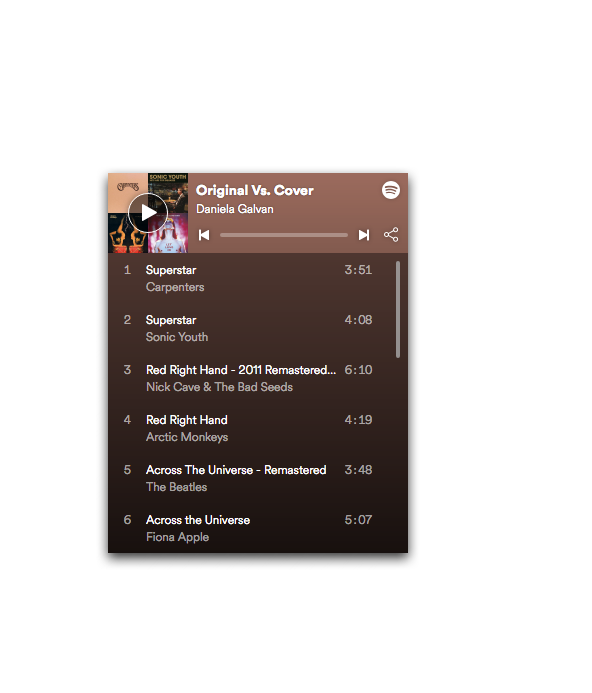 SONIC YOUTH
Original Vs. Cover
Daniela Galvan
1 Superstar 3:51
Carpenters
2 Superstar 4:08
Sonic Youth
3 Red Right Hand - 2011 Remastered... 6:10
Nick Cave & The Bad Seeds
4 Red Right Hand 4:19
Arctic Monkeys
5 Across The Universe - Remastered 3:48
The Beatles
6 Across the Universe 5:07
Fiona Apple